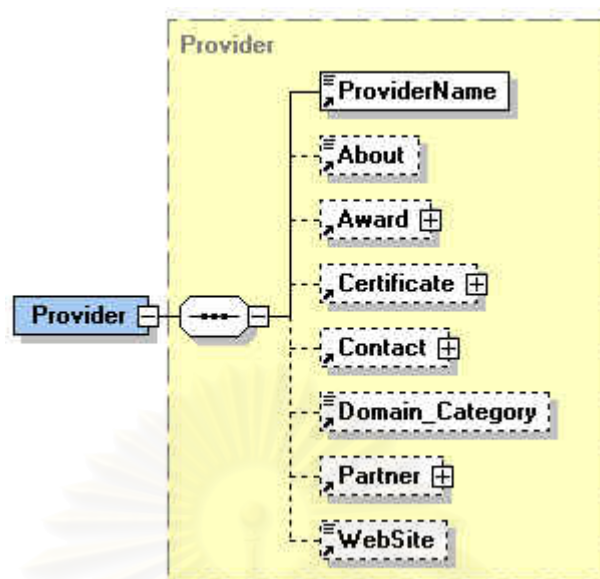 Provider
ProviderName
About
Award
Certificate
Provider
Contact
Domain_Category
Partner
WebSite